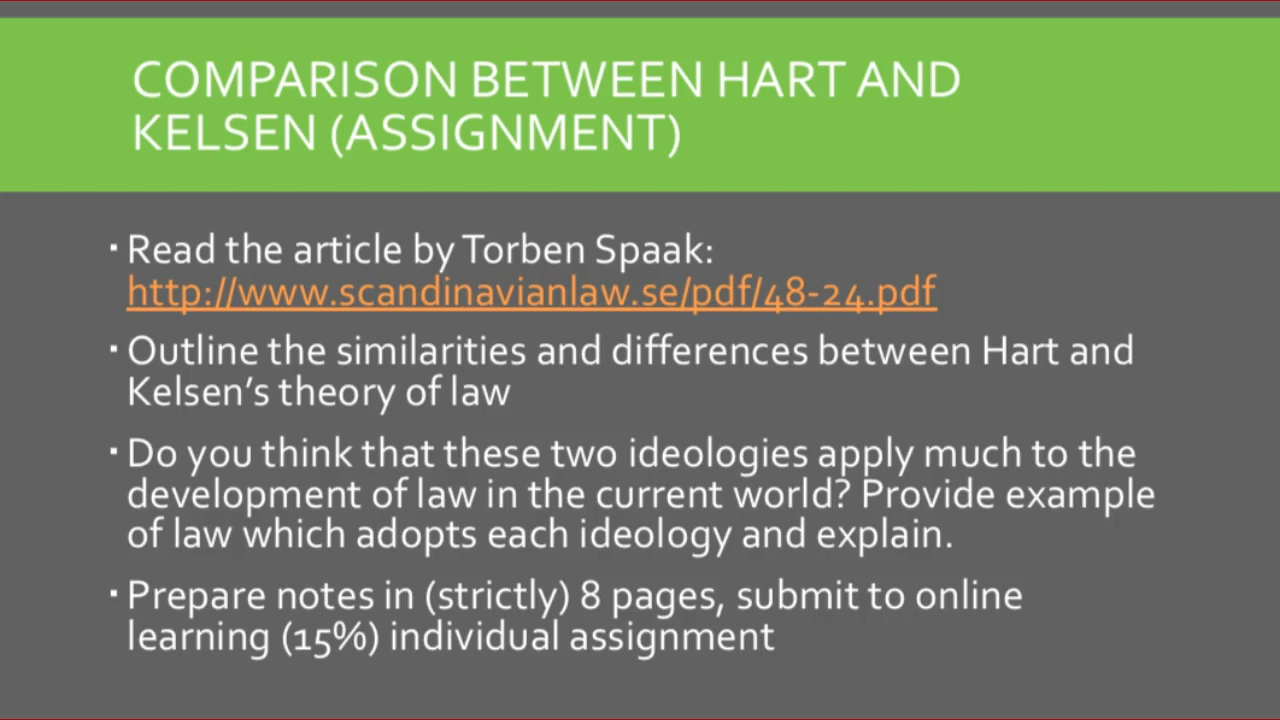 COMPARISON BETWEEN HART AND
KELSEN (ASSIGNMENT)
▪ Read the article by Torben Spaak:
http://www.scandinavianlaw.se/pdf/48-24.pdf
▪ Outline the similarities and differences between Hart and
Kelsen’s theory of law
▪ Do you think that these two ideologies apply much to the
development of law in the current world? Provide example
of law which adopts each ideology and explain.
▪ Prepare notes in (strictly) 8 pages, submit to online
learning (15%) individual assignment